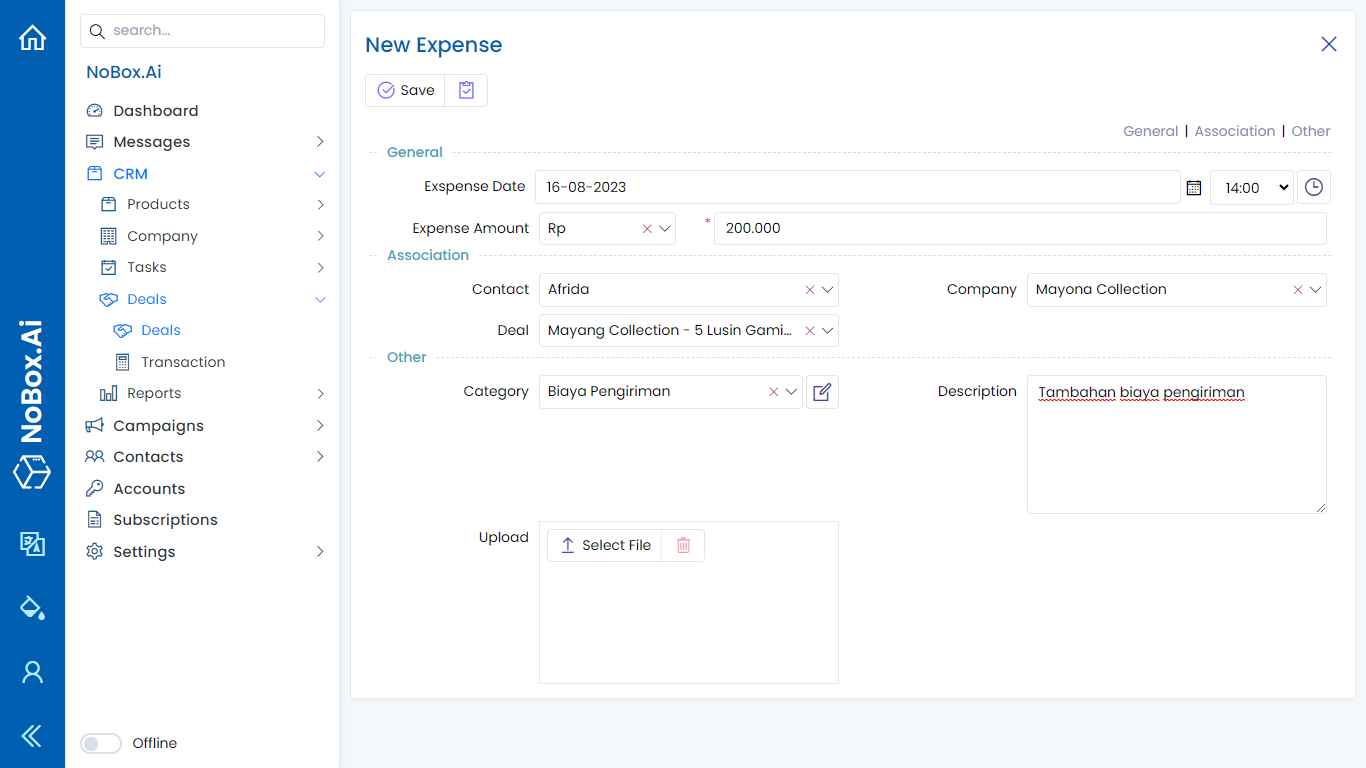 search...
NoBox.Ai
Dashboard
Messages
CRM
Products
Company
Tasks
Deals
Deals
Transaction
Reports
Campaigns
Contacts
Accounts
Subscriptions
Settings
Offline
NoBox.Ai
New Expense
Save
General | Association | Other
General
Exspense Date 16-08-2023 14:00
Expense Amount Rp * 200.000
Association
Contact Afrida Company Mayona Collection
Deal Mayang Collection - 5 Lusin Gami...
Other
Category Biaya Pengiriman Description Tambahan biaya pengiriman
Upload Select File